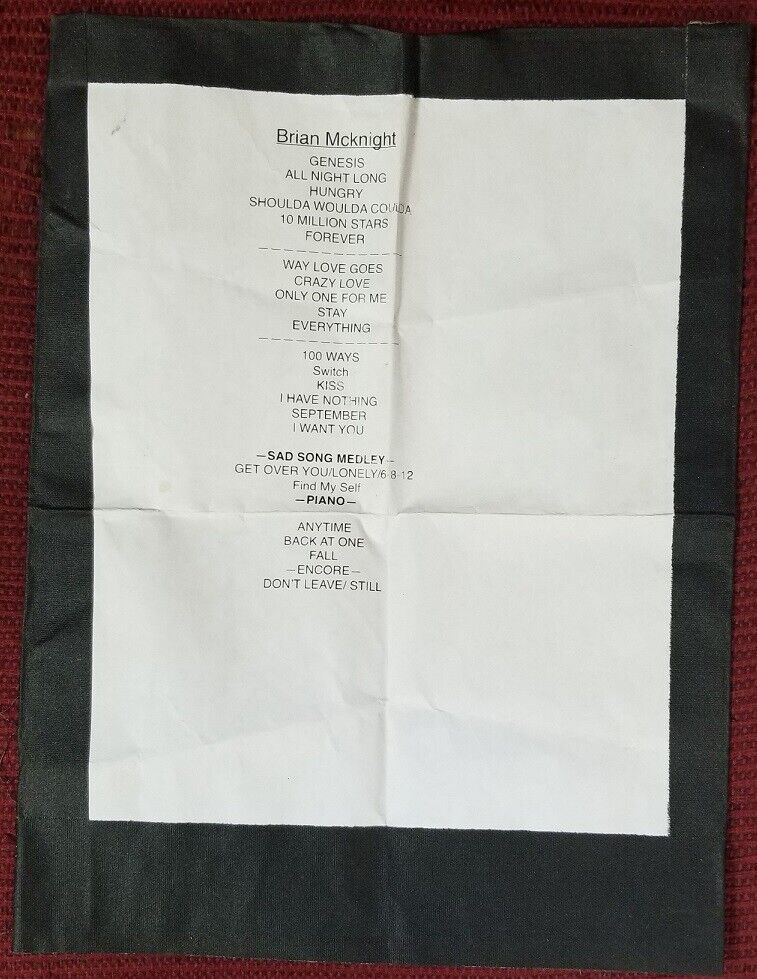 Brian Mcknight
GENESIS
ALL NIGHT LONG
HUNGRY
SHOULDA WOULDA COULDA
10 MILLION STARS
FOREVER
WAY LOVE GOES
CRAZY LOVE
ONLY ONE FOR ME
STAY
EVERYTHING
100 WAYS
Switch
KISS
I HAVE NOTHING
SEPTEMBER
I WANT YOU
—SAD SONG MEDLEY—
GET OVER YOU/LONELY/6-8-12
Find My Self
—PIANO—
ANYTIME
BACK AT ONE
FALL
—ENCORE—
DON'T LEAVE/ STILL